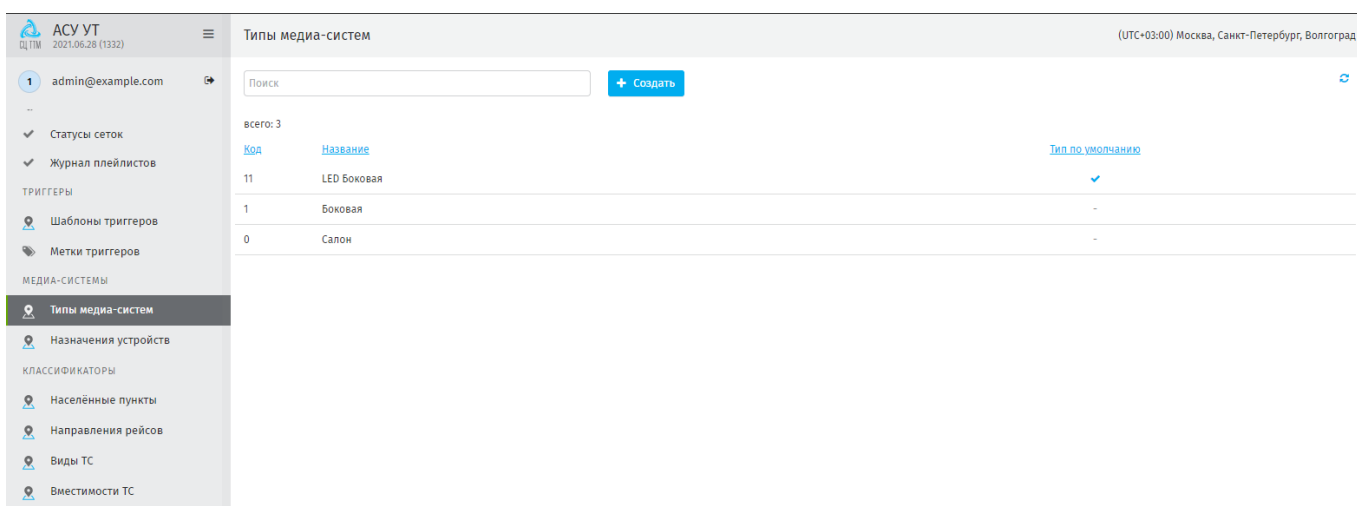 АСУ УТ
2021.06.28 (1332)
СЦ ТТМ
Типы медиа-систем
(UTC+03:00) Москва, Санкт-Петербург, Волгоград
1 admin@example.com
Поиск
+ Создать
Статусы сеток
Журнал плейлистов
ТРИГГЕРЫ
Шаблоны триггеров
Метки триггеров
МЕДИА-СИСТЕМЫ
Типы медиа-систем
Назначения устройств
КЛАССИФИКАТОРЫ
Населённые пункты
Направления рейсов
Виды ТС
Вместимости ТС
всего: 3
Код Название Тип по умолчанию
11 LED Боковая
1 Боковая -
0 Салон -